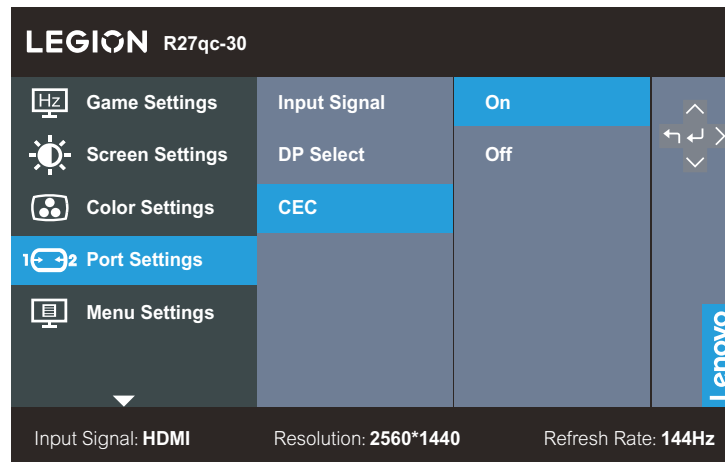 LEGION R27qc-30
Hz Game Settings Input Signal On
Screen Settings DP Select Off
Color Settings CEC
1 2 Port Settings
Menu Settings
Lenovo
Input Signal: HDMI Resolution: 2560*1440 Refresh Rate: 144Hz